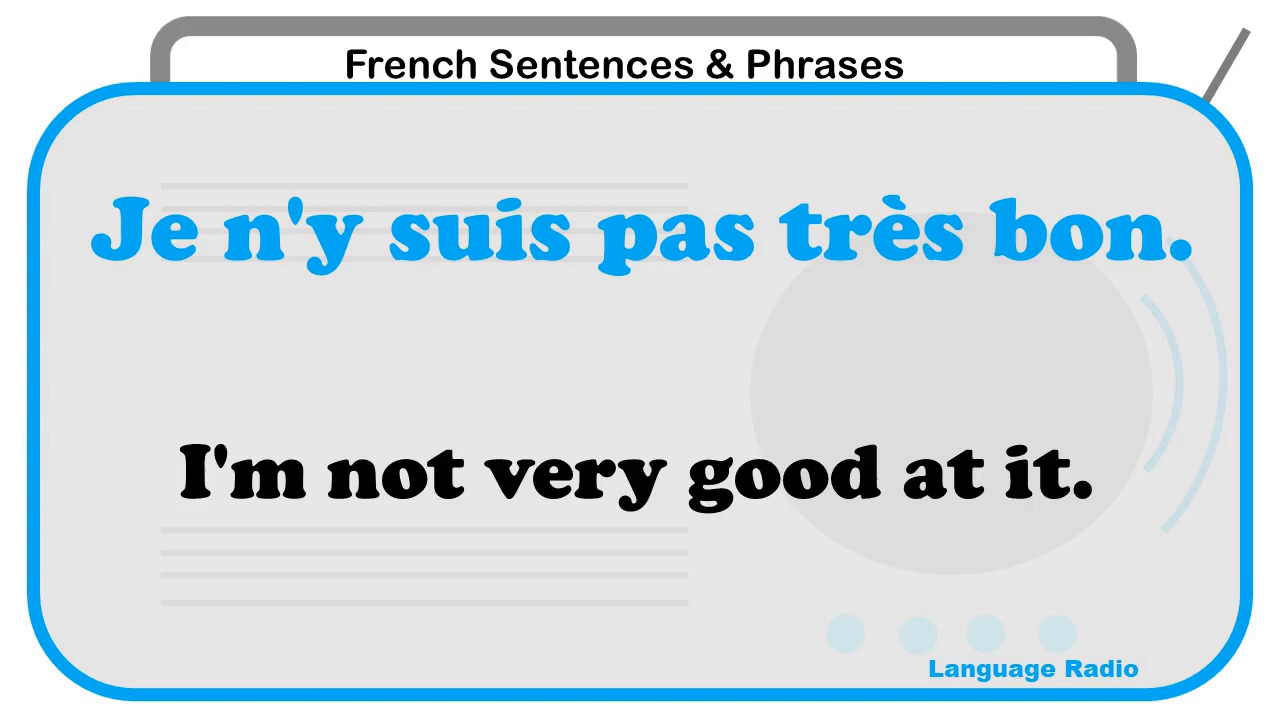 French Sentences & Phrases
Je n'y suis pas très bon.
I'm not very good at it.
Language Radio